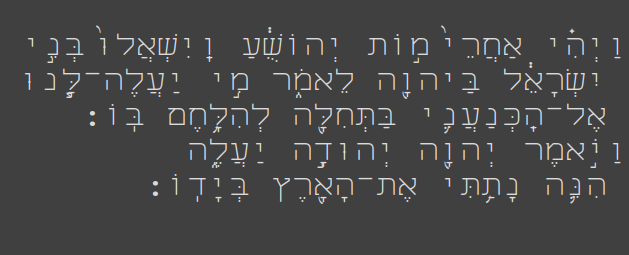 וַיְהִ֗י אַחֲרֵי֙ מ֣וֹת יְהוֹשֻׁ֔עַ וַֽיִּשְׁאֲלוּ֙ בְּנֵ֣י
יִשְׂרָאֵ֔ל בַּיהוָ֖ה לֵאמֹ֑ר מִ֣י יַעֲלֶה־לָּ֧נוּ
אֶל־הַֽכְּנַעֲנִ֛י בַּתְּחִלָּ֖ה לְהִלָּ֥חֶם בּֽוֹ׃
וַיֹּ֥אמֶר יְהוָ֖ה יְהוּדָ֣ה יַעֲלֶ֑ה
הִנֵּ֛ה נָתַ֥תִּי אֶת־הָאָ֖רֶץ בְּיָדֽוֹ׃